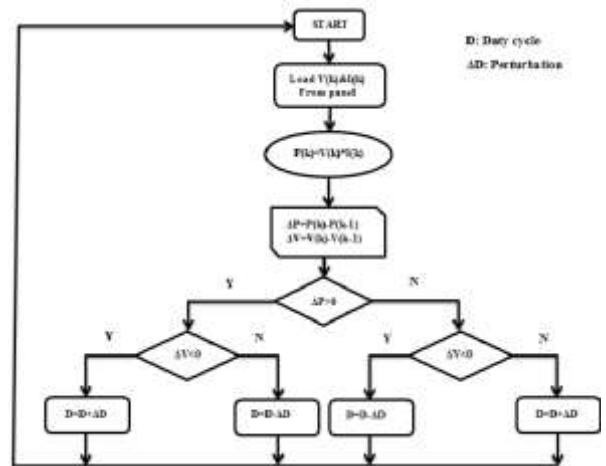 START
D: Duty cycle
ΔD: Perturbation
Load V(k)&I(k)
From panel
P(k)=V(k)*I(k)
ΔP=P(k)-P(k-1)
ΔV=V(k)-V(k-1)
Y
N
ΔP>0
Y
N
Y
N
ΔV<0
ΔV<0
D=D+ΔD
D=D-ΔD
D=D-ΔD
D=D+ΔD